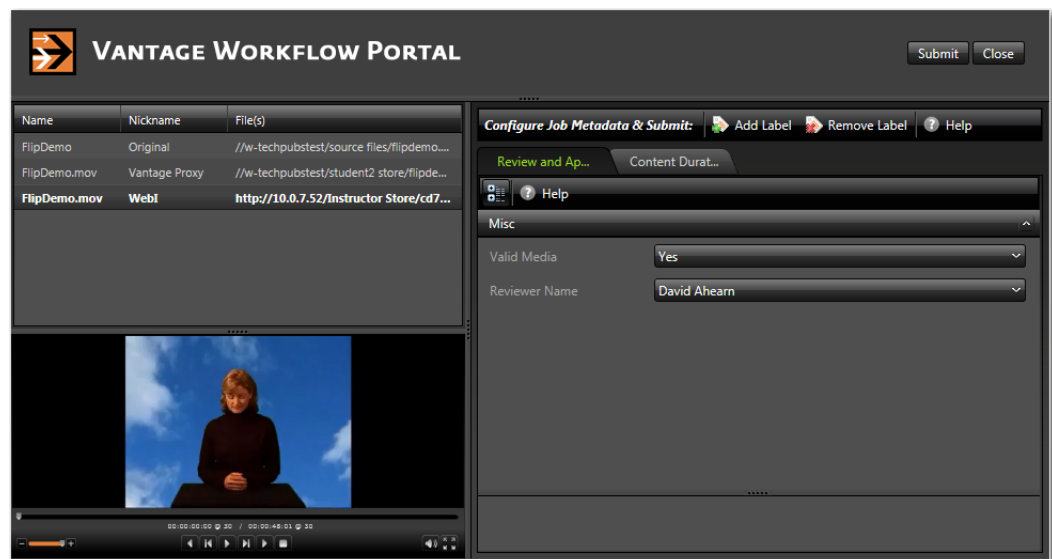 VANTAGE WORKFLOW PORTAL
Submit Close
Name Nickname File(s)
FlipDemo Original //w-techpubstest/source files/flipdemo....
FlipDemo.mov Vantage Proxy //w-techpubstest/student2 store/flipde...
FlipDemo.mov WebI http://10.0.7.52/Instructor Store/cd7...
Configure Job Metadata & Submit: Add Label Remove Label Help
Review and Ap... Content Durat...
Help
Misc
Valid Media Yes
Reviewer Name David Ahearn
00:00:00:00 @ 30 / 00:00:48:01 @ 30